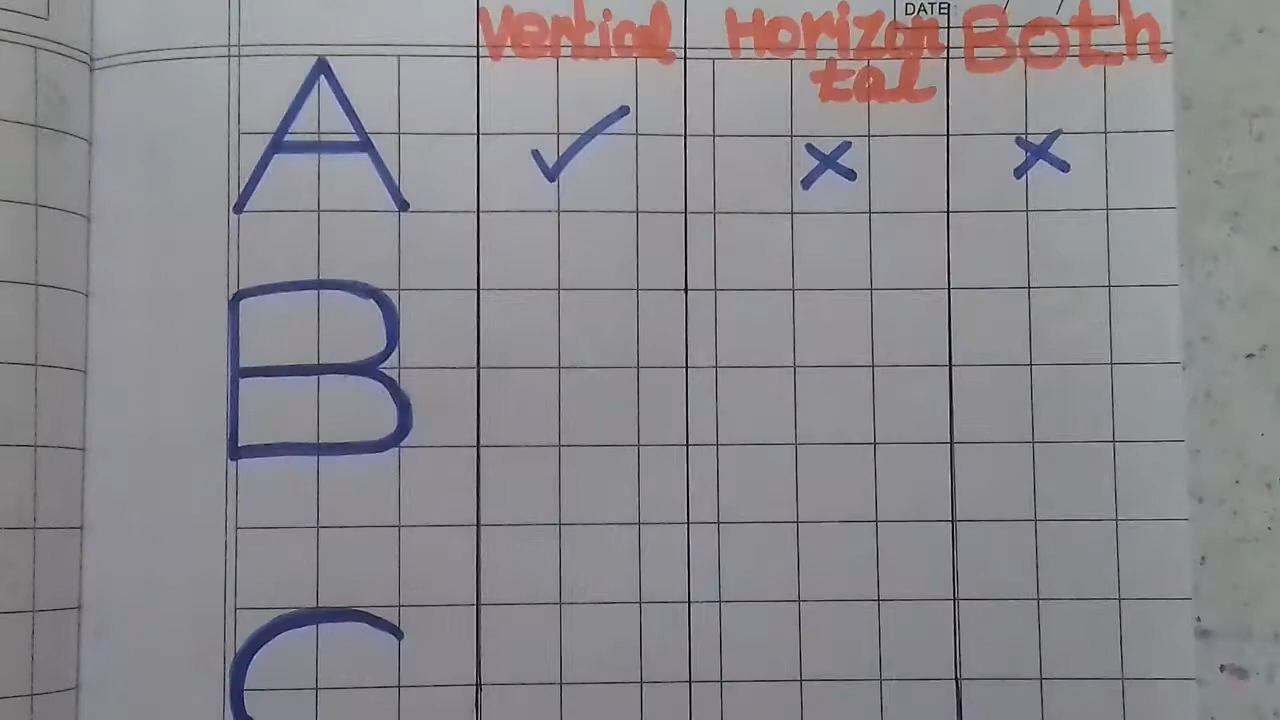 DATE: / /
Vertical Horizon Both
tal
A ✓ × ×
B
C